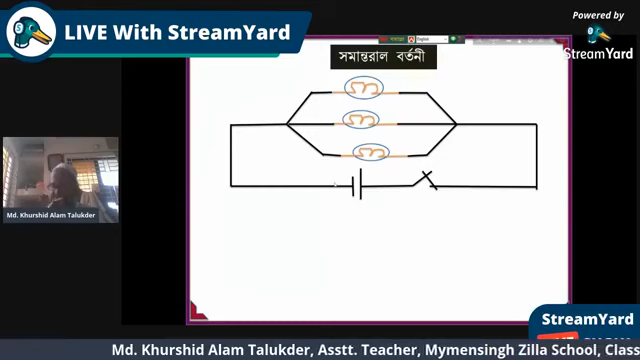 LIVE With StreamYard
Powered by
StreamYard
English
সমান্তরাল বর্তনী
Md. Khurshid Alam Talukder
StreamYard
Md. Khurshid Alam Talukder, Asstt. Teacher, Mymensingh Zilla School, Class